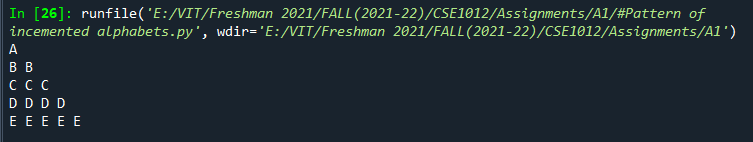 In [26]: runfile('E:/VIT/Freshman 2021/FALL(2021-22)/CSE1012/Assignments/A1/#Pattern of
incemented alphabets.py', wdir='E:/VIT/Freshman 2021/FALL(2021-22)/CSE1012/Assignments/A1')
A
B B
C C C
D D D D
E E E E E